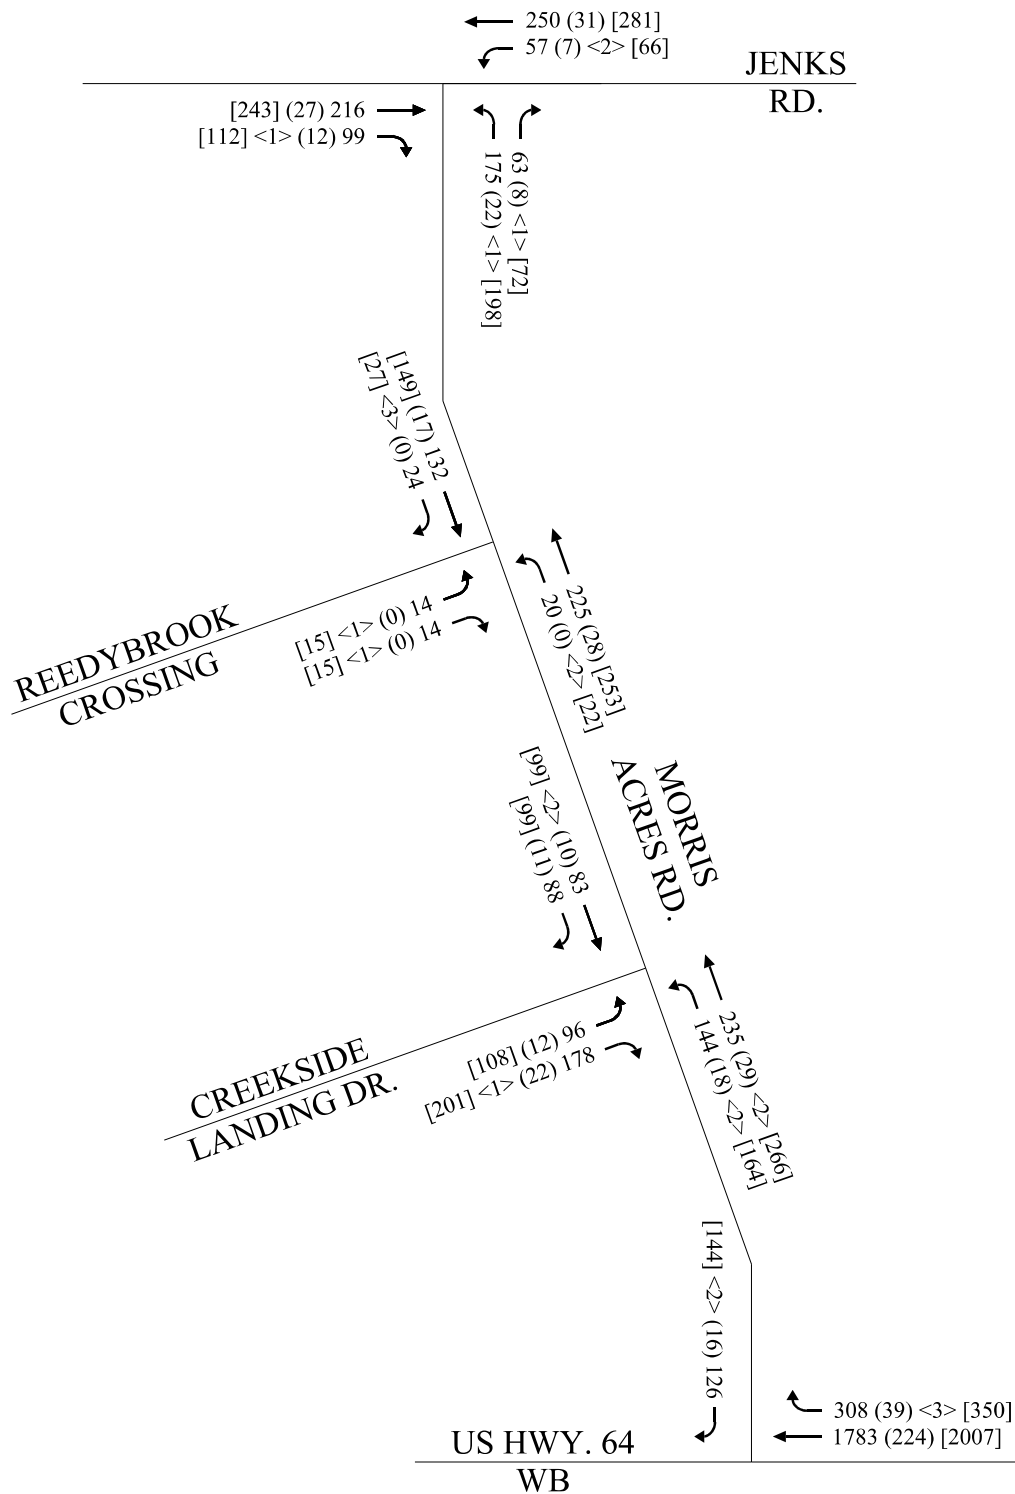 250 (31) [281]
57 (7) <2> [66]
JENKS
RD.
[243] (27) 216
[112] <1> (12) 99
63 (8) <1> [72]
175 (22) <1> [198]
[149] (17) 132
[27] <3> (0) 24
225 (28) [253]
20 (0) <2> [22]
REEDYBROOK
CROSSING
[15] <1> (0) 14
[15] <1> (0) 14
MORRIS
ACRES RD.
[99] <2> (10) 83
[99] (11) 88
235 (29) <2> [266]
144 (18) <2> [164]
CREEKSIDE
LANDING DR.
[108] (12) 96
[201] <1> (22) 178
[144] <2> (16) 126
308 (39) <3> [350]
1783 (224) [2007]
US HWY. 64
WB